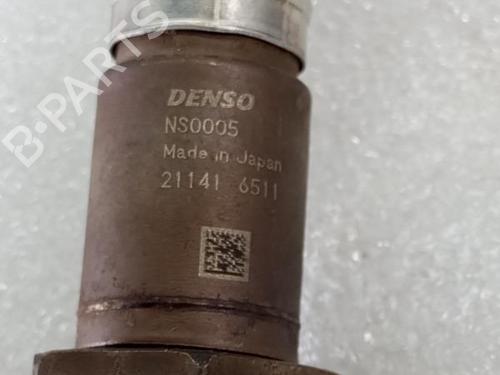 B-PARTS
DENSO
NS0005
Made in Japan
21141 6511